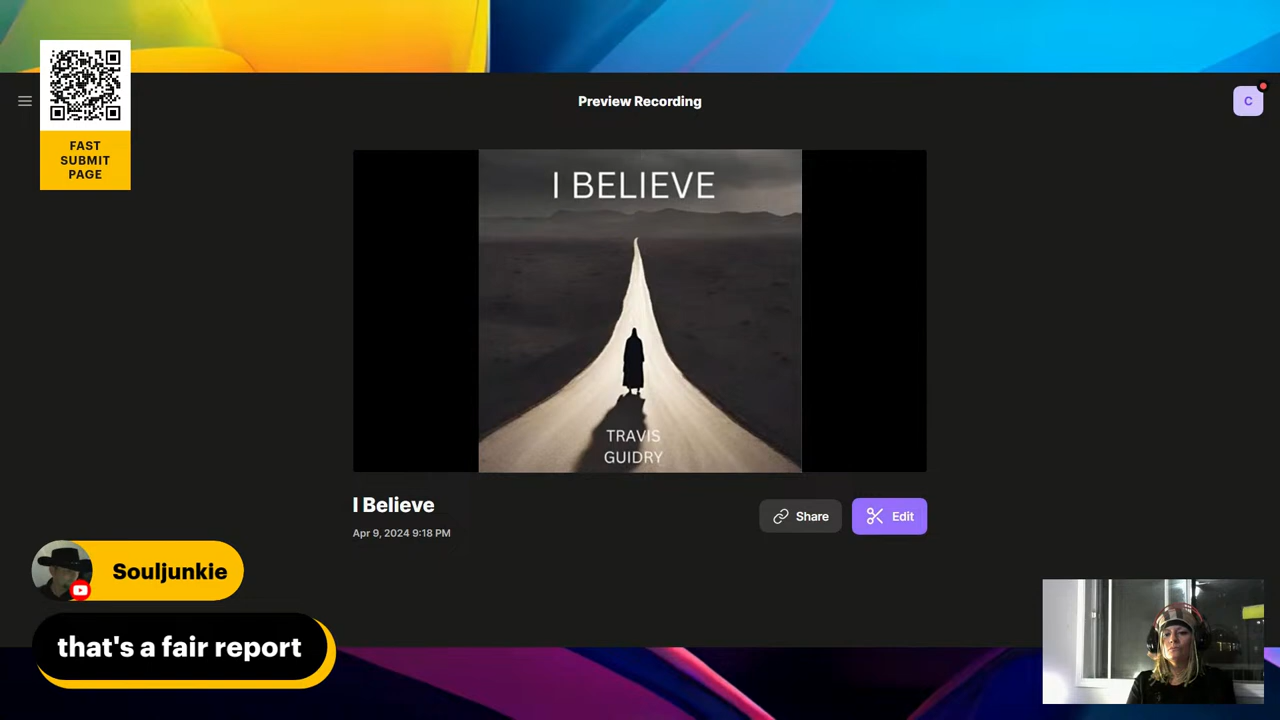 FAST
SUBMIT
PAGE
Preview Recording
C
I BELIEVE
TRAVIS
GUIDRY
I Believe
Apr 9, 2024 9:18 PM
Share
Edit
Souljunkie
that's a fair report